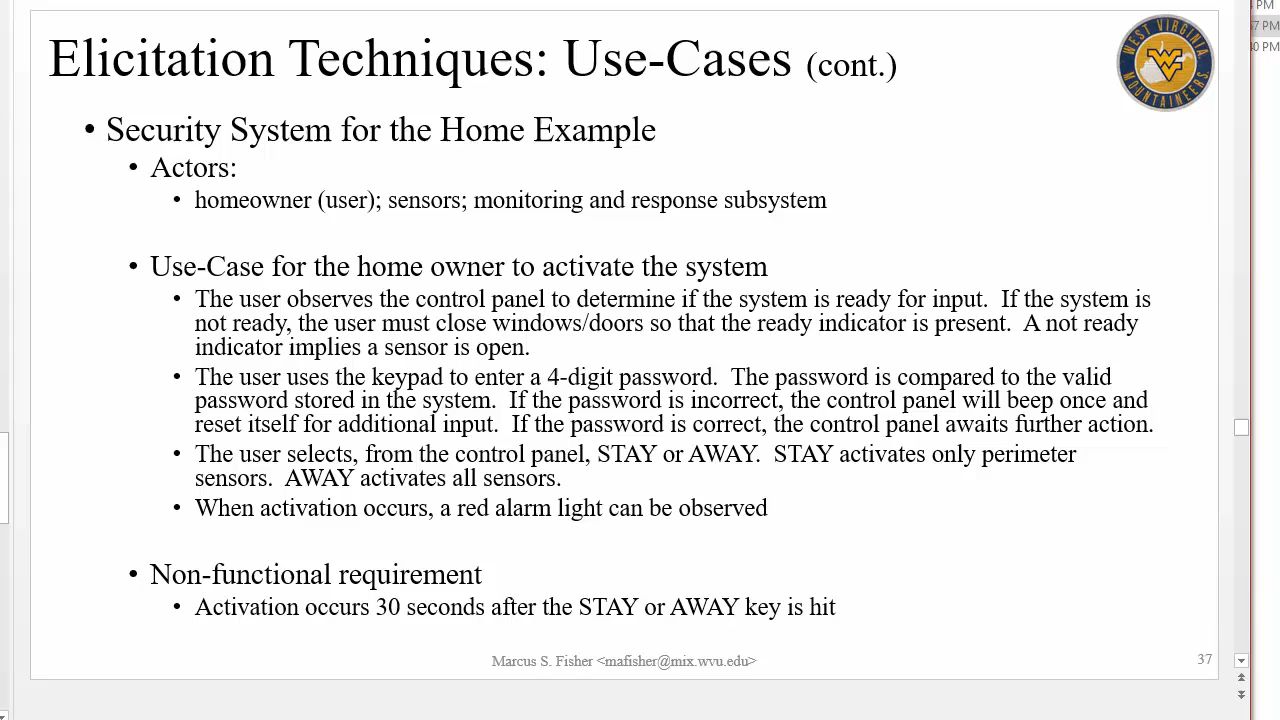 Elicitation Techniques: Use-Cases (cont.)
WEST VIRGINIA
WV
MOUNTAINEERS
• Security System for the Home Example
• Actors:
• homeowner (user); sensors; monitoring and response subsystem
• Use-Case for the home owner to activate the system
• The user observes the control panel to determine if the system is ready for input.  If the system is
not ready, the user must close windows/doors so that the ready indicator is present.  A not ready
indicator implies a sensor is open.
• The user uses the keypad to enter a 4-digit password.  The password is compared to the valid
password stored in the system.  If the password is incorrect, the control panel will beep once and
reset itself for additional input.  If the password is correct, the control panel awaits further action.
• The user selects, from the control panel, STAY or AWAY.  STAY activates only perimeter
sensors.  AWAY activates all sensors.
• When activation occurs, a red alarm light can be observed
• Non-functional requirement
• Activation occurs 30 seconds after the STAY or AWAY key is hit
Marcus S. Fisher <mafisher@mix.wvu.edu>
37
PM
7 PM
40 PM